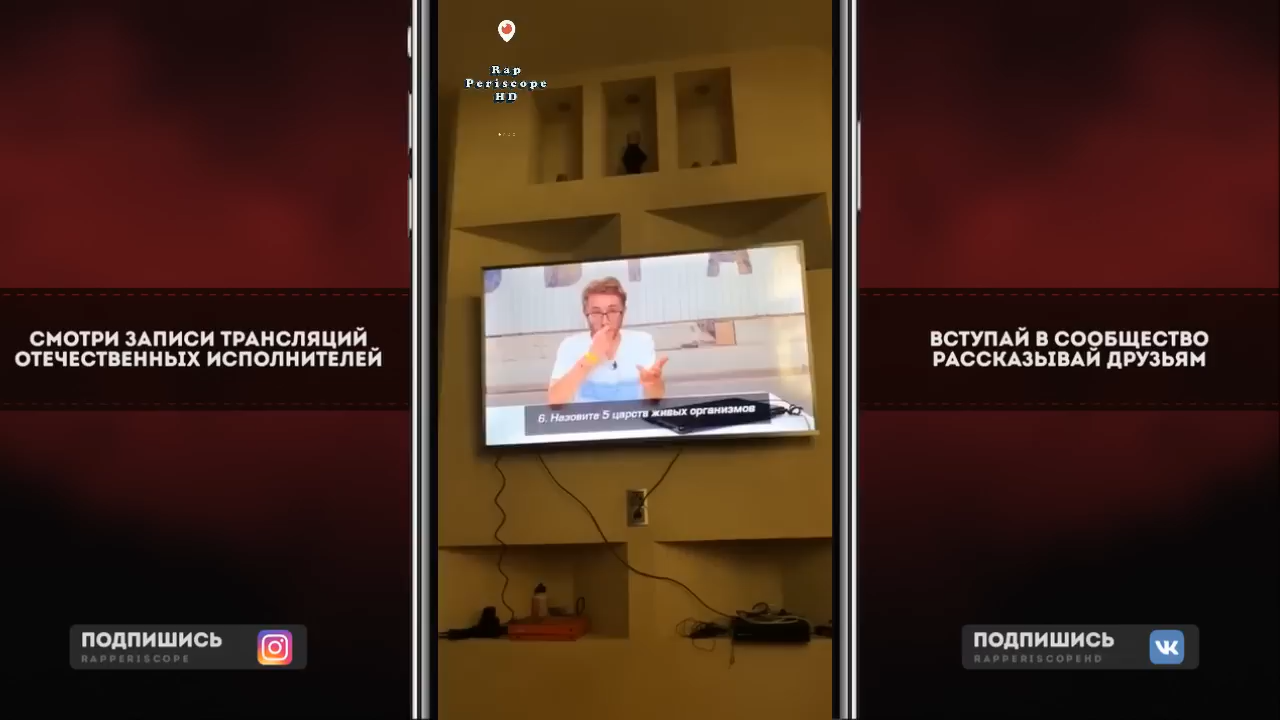 Rap
Periscope
HD
СМОТРИ ЗАПИСИ ТРАНСЛЯЦИЙ
ОТЕЧЕСТВЕННЫХ ИСПОЛНИТЕЛЕЙ
ВСТУПАЙ В СООБЩЕСТВО
РАССКАЗЫВАЙ ДРУЗЬЯМ
6. Назовите 5 царств живых организмов
ПОДПИШИСЬ
RAPPERISCOPE
ПОДПИШИСЬ
RAPPERISCOPEHD